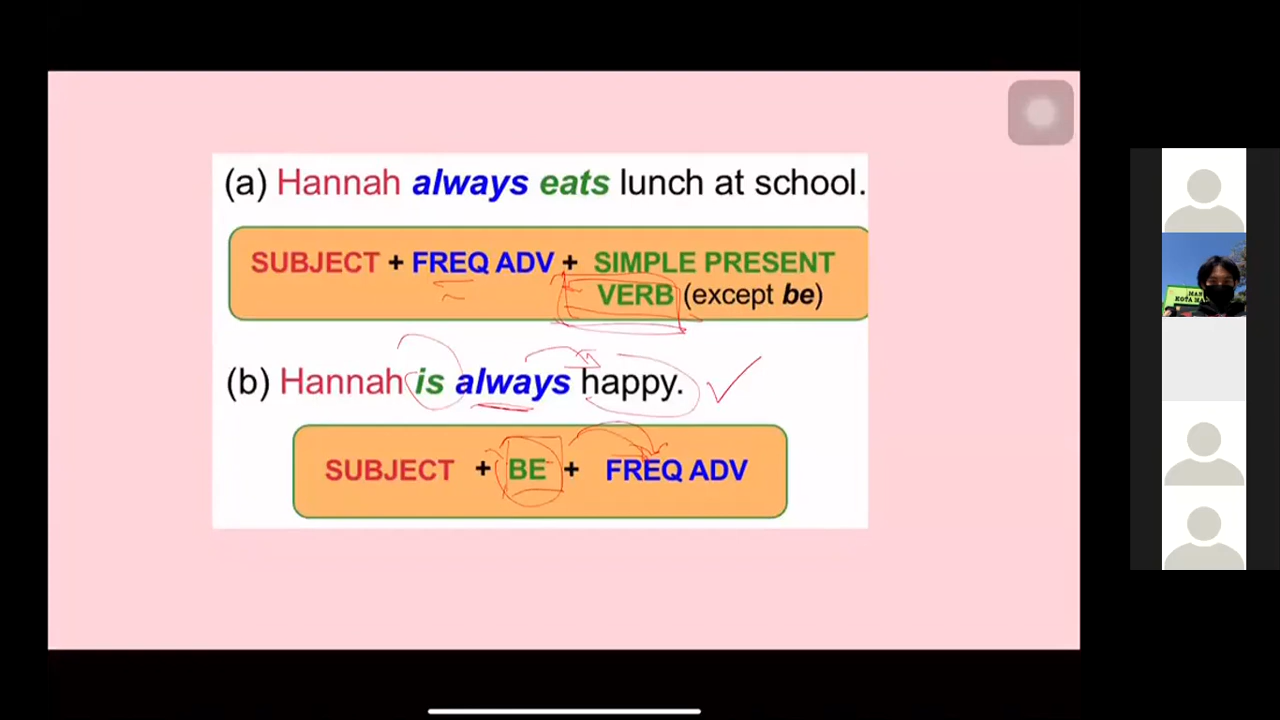 (a) Hannah always eats lunch at school.
SUBJECT + FREQ ADV + SIMPLE PRESENT
VERB (except be)
(b) Hannah is always happy.
SUBJECT + BE + FREQ ADV